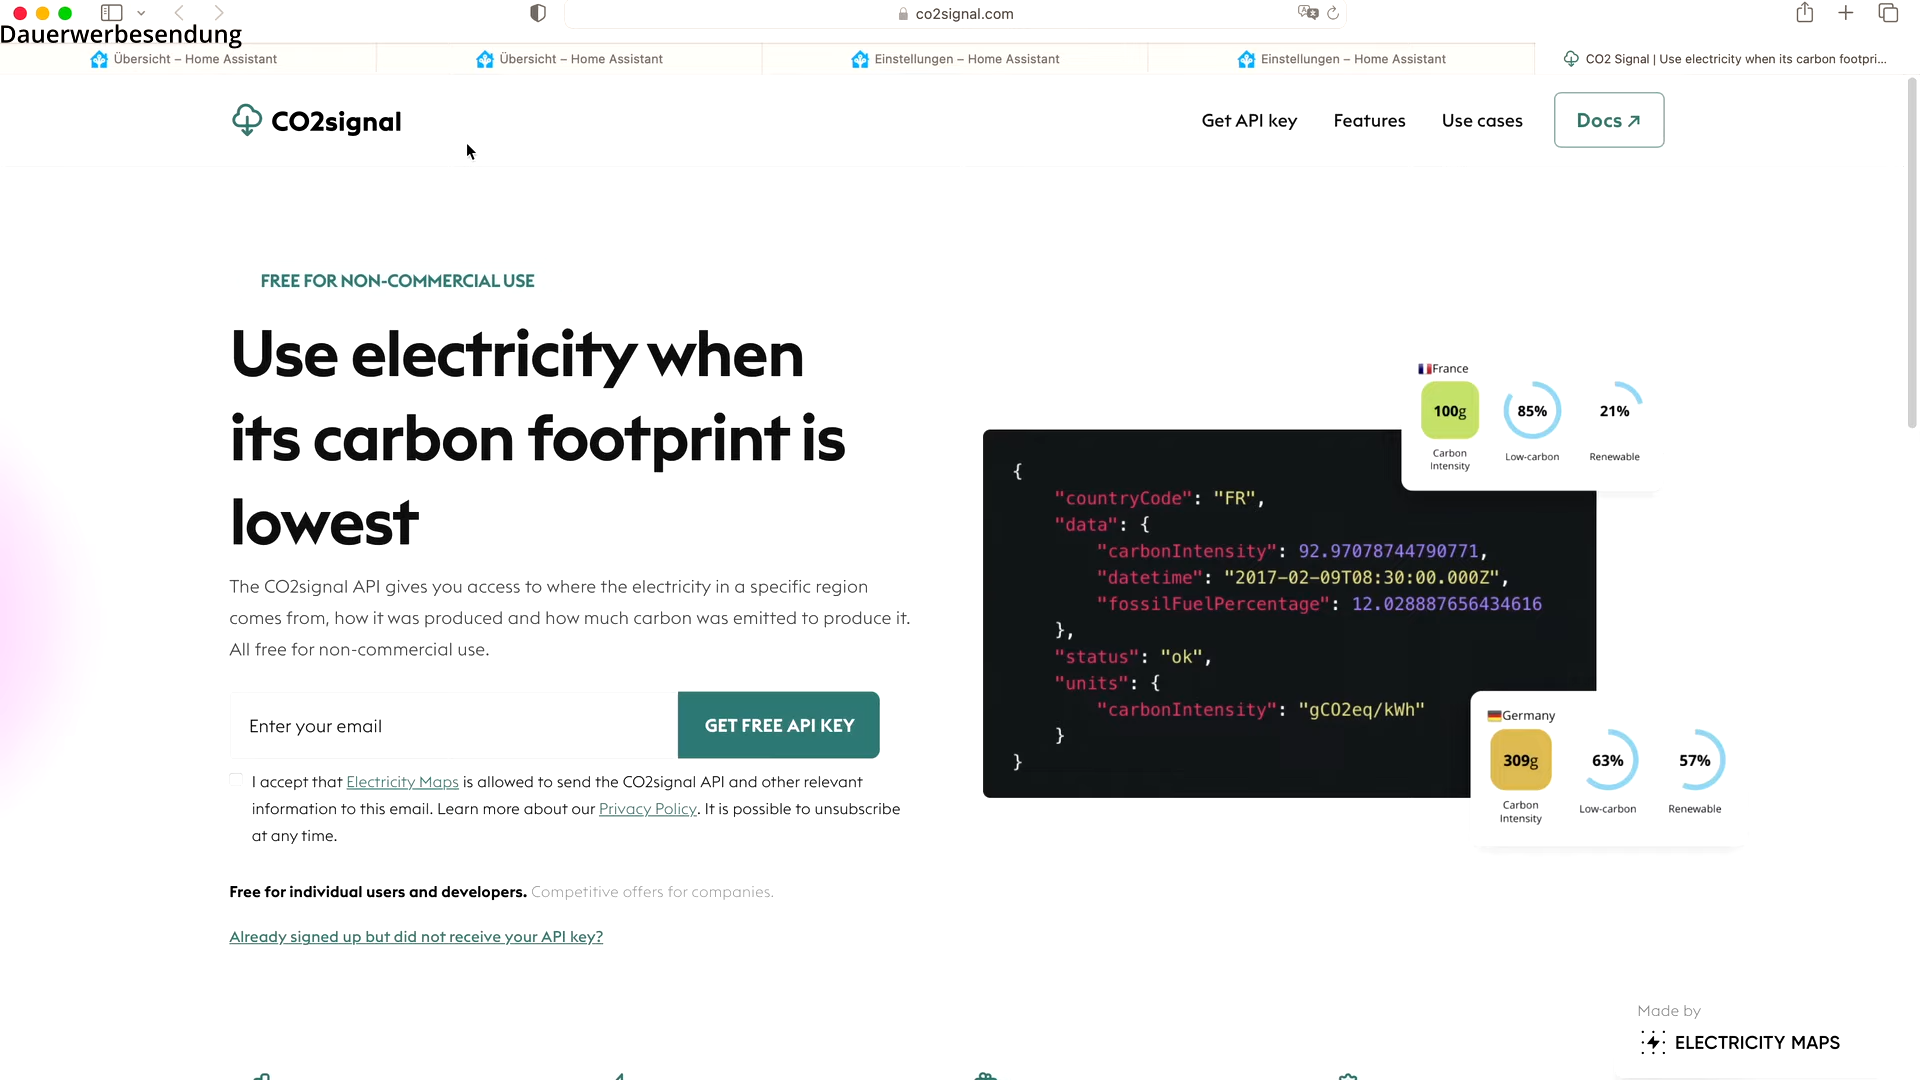 co2signal.com
Dauerwerbesendung
Übersicht – Home Assistant
Übersicht – Home Assistant
Einstellungen – Home Assistant
Einstellungen – Home Assistant
CO2 Signal | Use electricity when its carbon footpri...
CO2signal
Get API key
Features
Use cases
Docs ↗
FREE FOR NON-COMMERCIAL USE
Use electricity when
its carbon footprint is
lowest
The CO2signal API gives you access to where the electricity in a specific region
comes from, how it was produced and how much carbon was emitted to produce it.
All free for non-commercial use.
Enter your email
GET FREE API KEY
I accept that Electricity Maps is allowed to send the CO2signal API and other relevant
information to this email. Learn more about our Privacy Policy. It is possible to unsubscribe
at any time.
Free for individual users and developers. Competitive offers for companies.
Already signed up but did not receive your API key?
France
100g
85%
21%
Carbon
Intensity
Low-carbon
Renewable
{
"countryCode": "FR",
"data": {
"carbonIntensity": 92.97078744790771,
"datetime": "2017-02-09T08:30:00.000Z",
"fossilFuelPercentage": 12.028887656434616
},
"status": "ok",
"units": {
"carbonIntensity": "gCO2eq/kWh"
}
}
Germany
309g
63%
57%
Carbon
Intensity
Low-carbon
Renewable
Made by
ELECTRICITY MAPS